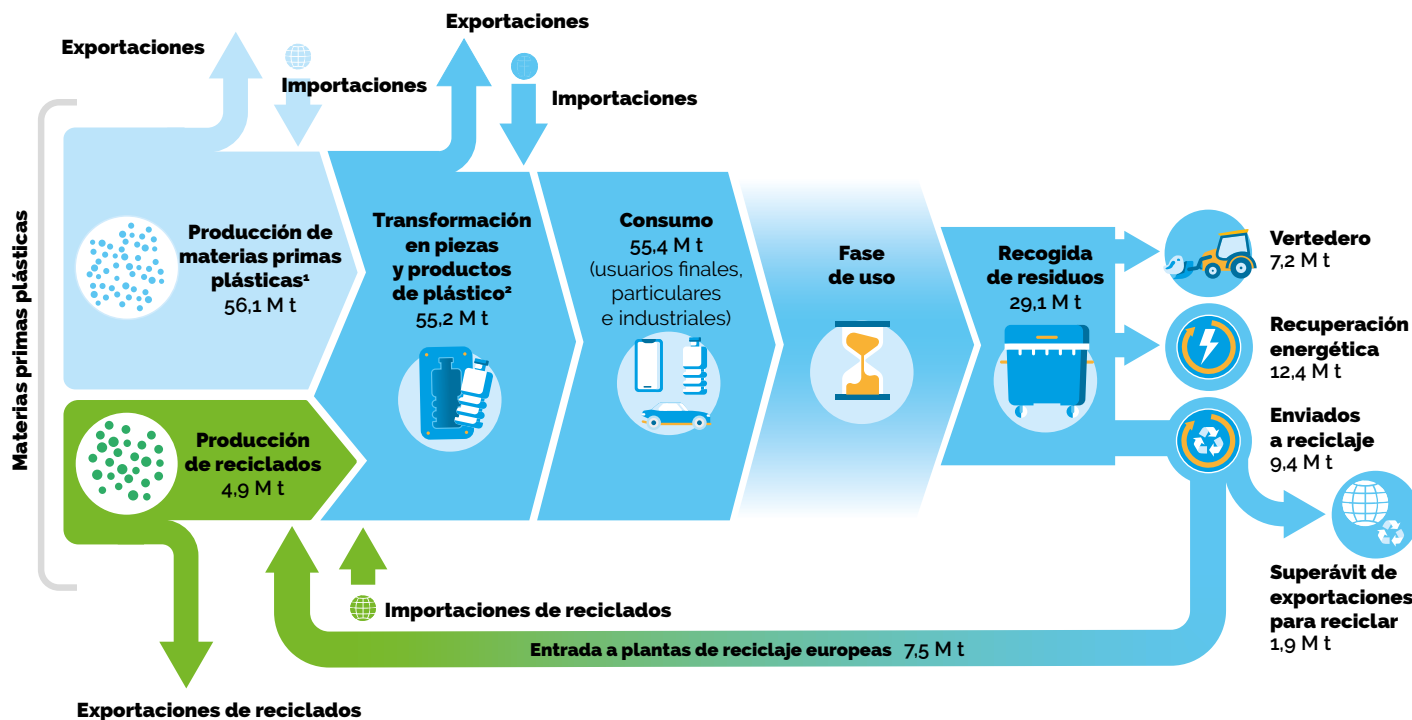 Exportaciones
Importaciones
Exportaciones
Importaciones
Materias primas plásticas
Producción de
materias primas
plásticas¹
56,1 M t
Producción
de reciclados
4,9 M t
Transformación
en piezas
y productos
de plástico²
55,2 M t
Consumo
55,4 M t
(usuarios finales,
particulares
e industriales)
Fase
de uso
Recogida
de residuos
29,1 M t
Vertedero
7,2 M t
Recuperación
energética
12,4 M t
Enviados
a reciclaje
9,4 M t
Superávit de
exportaciones
para reciclar
1,9 M t
Importaciones de reciclados
Entrada a plantas de reciclaje europeas 7,5 M t
Exportaciones de reciclados